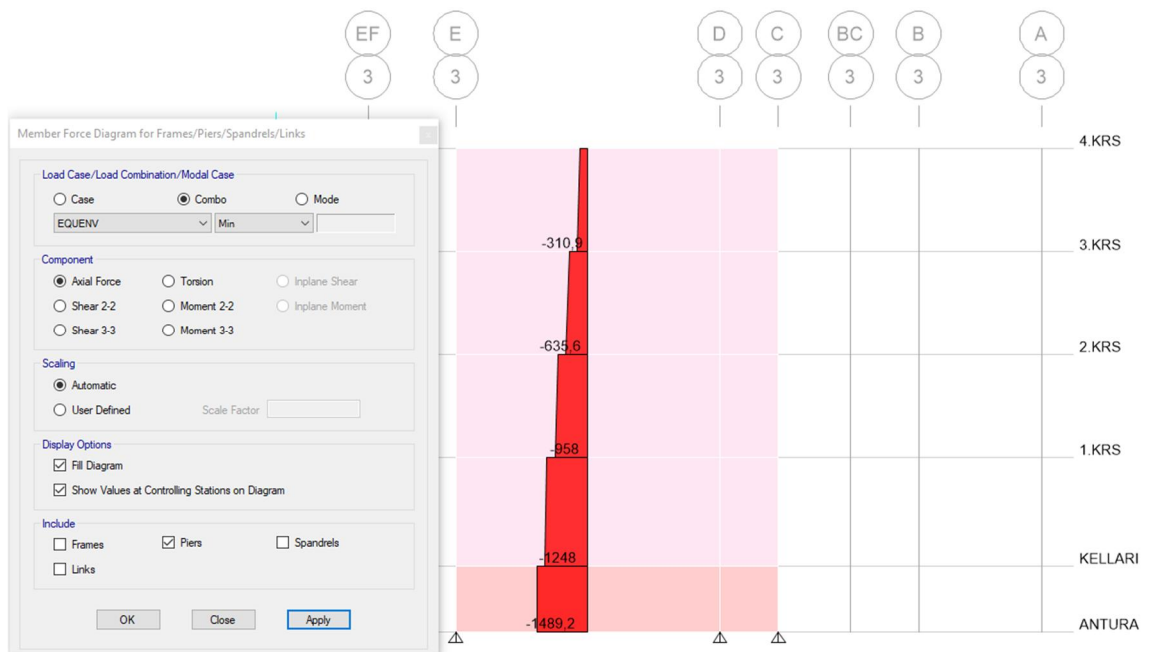 EF E D C BC B A
3 3 3 3 3 3 3
Member Force Diagram for Frames/Piers/Spandrels/Links
Load Case/Load Combination/Modal Case
Case Combo Mode
EQUENV Min
Component
Axial Force Torsion Inplane Shear
Shear 2-2 Moment 2-2 Inplane Moment
Shear 3-3 Moment 3-3
Scaling
Automatic
User Defined Scale Factor
Display Options
Fill Diagram
Show Values at Controlling Stations on Diagram
Include
Frames Piers Spandrels
Links
OK Close Apply
4.KRS
-310,9 3.KRS
-635,6 2.KRS
-958 1.KRS
-1248 KELLARI
-1489,2 ANTURA